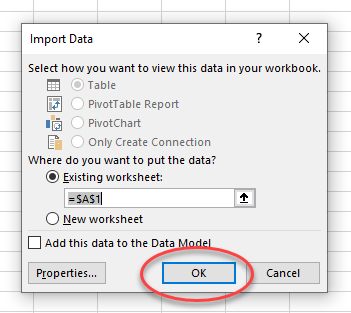 Import Data ? ×
Select how you want to view this data in your workbook.
Table
PivotTable Report
PivotChart
Only Create Connection
Where do you want to put the data?
Existing worksheet:
=$A$1
New worksheet
Add this data to the Data Model
Properties... OK Cancel